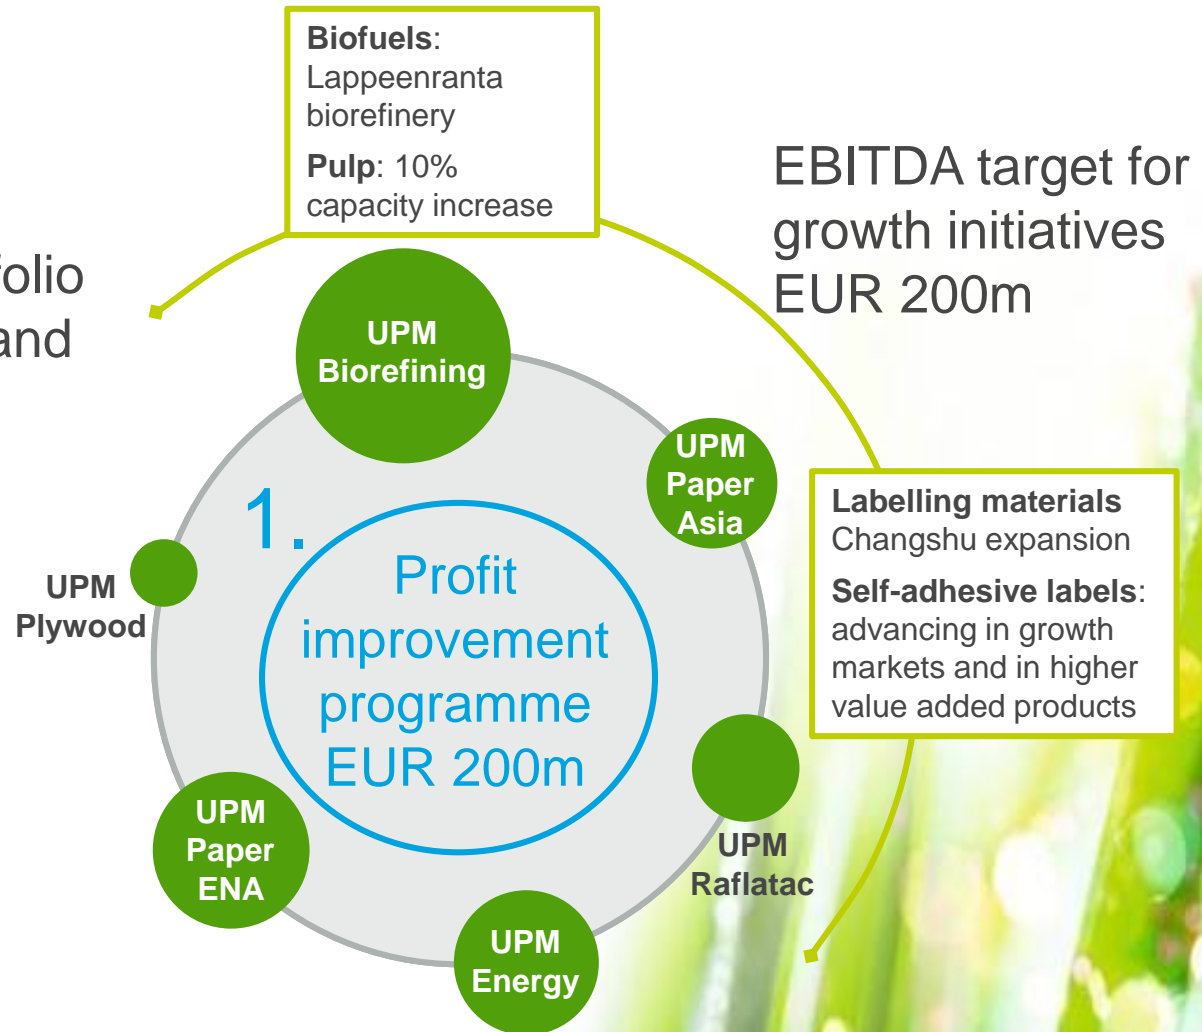 Biofuels:
Lappeenranta
biorefinery
Pulp: 10%
capacity increase
EBITDA target for
growth initiatives
EUR 200m
and
UPM
Biorefining
UPM
Paper
Asia
Labelling materials
Changshu expansion
Self-adhesive labels:
advancing in growth
markets and in higher
value added products
1.
Profit
improvement
programme
EUR 200m
UPM
Plywood
UPM
Paper
ENA
UPM
Raflatac
UPM
Energy